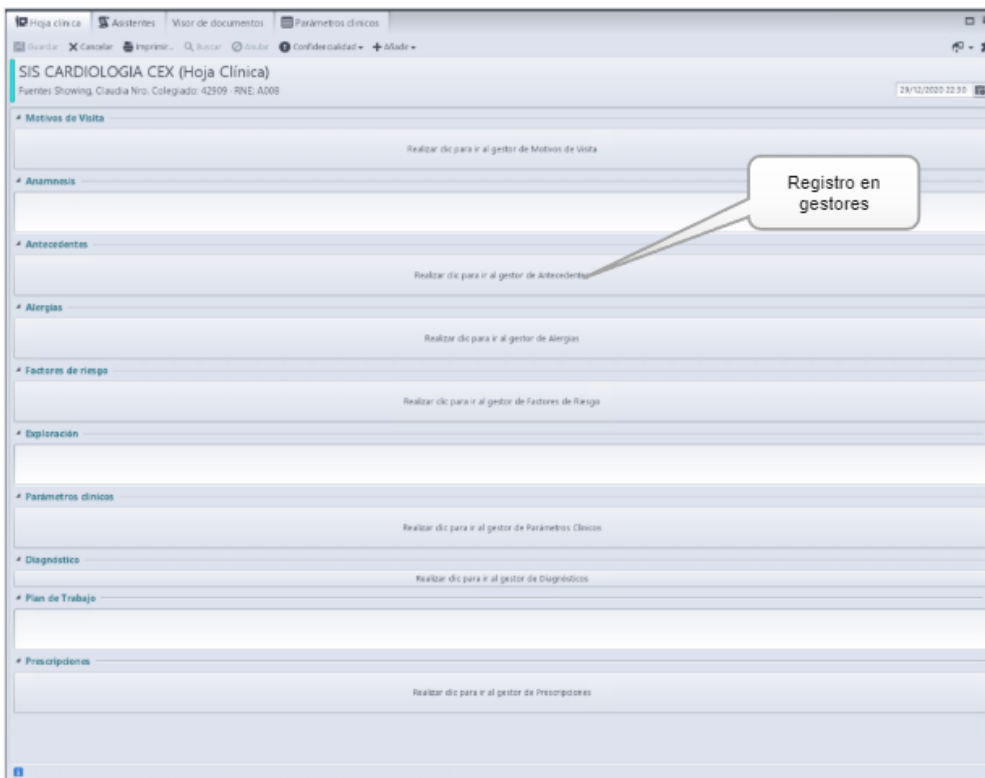 Hoja clínica Asistentes Visor de documentos Parámetros clínicos
Guardar Cancelar Imprimir... Buscar Anular Confidencialidad Añadir
SIS CARDIOLOGIA CEX (Hoja Clínica)
Fuentes Showing, Claudia Nro. Colegiado: 42909 - RNE: A008
29/12/2020 22:30
Motivos de Visita
Realizar clic para ir al gestor de Motivos de Visita
Registro en
gestores
Anamnesis
Antecedentes
Realizar clic para ir al gestor de Antecedentes
Alergias
Realizar clic para ir al gestor de Alergias
Factores de riesgo
Realizar clic para ir al gestor de Factores de Riesgo
Exploración
Parámetros clínicos
Realizar clic para ir al gestor de Parámetros Clínicos
Diagnóstico
Realizar clic para ir al gestor de Diagnósticos
Plan de Trabajo
Prescripciones
Realizar clic para ir al gestor de Prescripciones